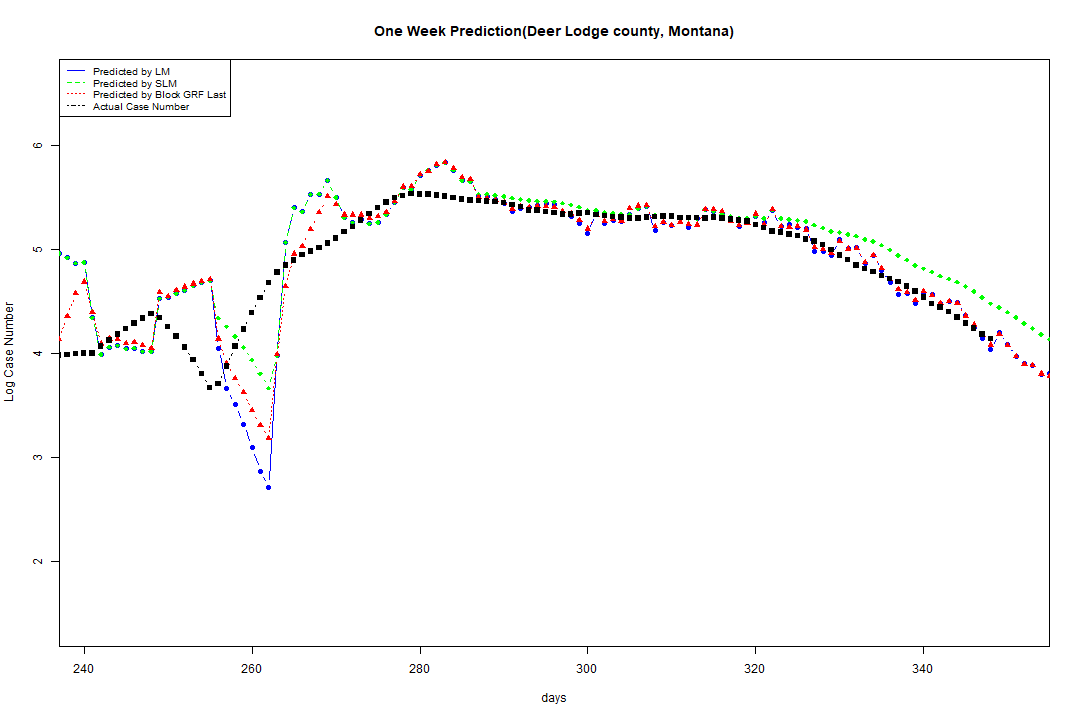 One Week Prediction(Deer Lodge county, Montana)
Predicted by LM
Predicted by SLM
Predicted by Block GRF Last
Actual Case Number
6
5
4
3
2
Log Case Number
240 260 280 300 320 340
days